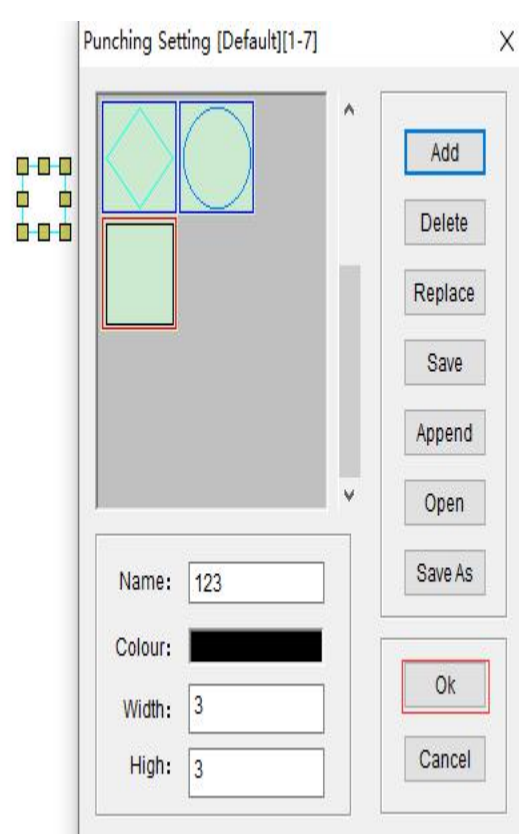 Punching Setting [Default][1-7]
Add
Delete
Replace
Save
Append
Open
Save As
Name: 123
Colour:
Width: 3
High: 3
Ok
Cancel